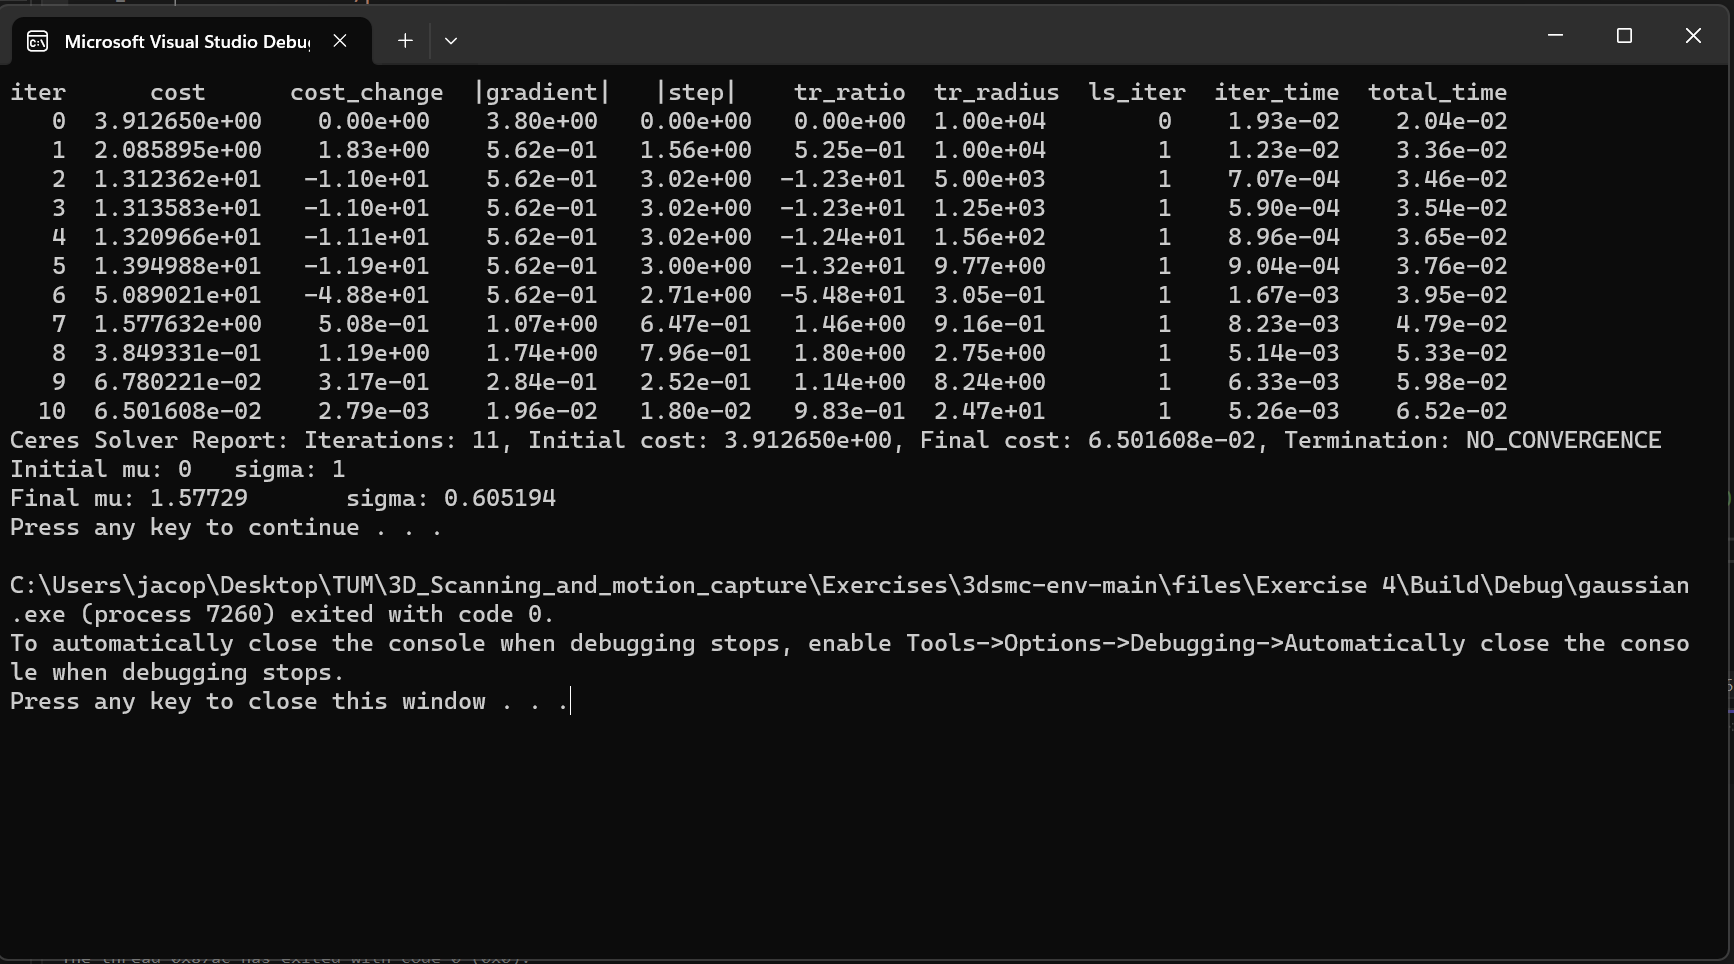 Microsoft Visual Studio Debu
iter      cost      cost_change  |gradient|   |step|    tr_ratio  tr_radius  ls_iter  iter_time  total_time
   0  3.912650e+00    0.00e+00    3.80e+00   0.00e+00   0.00e+00  1.00e+04        0    1.93e-02    2.04e-02
   1  2.085895e+00    1.83e+00    5.62e-01   1.56e+00   5.25e-01  1.00e+04        1    1.23e-02    3.36e-02
   2  1.312362e+01   -1.10e+01    5.62e-01   3.02e+00  -1.23e+01  5.00e+03        1    7.07e-04    3.46e-02
   3  1.313583e+01   -1.10e+01    5.62e-01   3.02e+00  -1.23e+01  1.25e+03        1    5.90e-04    3.54e-02
   4  1.320966e+01   -1.11e+01    5.62e-01   3.02e+00  -1.24e+01  1.56e+02        1    8.96e-04    3.65e-02
   5  1.394988e+01   -1.19e+01    5.62e-01   3.00e+00  -1.32e+01  9.77e+00        1    9.04e-04    3.76e-02
   6  5.089021e+01   -4.88e+01    5.62e-01   2.71e+00  -5.48e+01  3.05e-01        1    1.67e-03    3.95e-02
   7  1.577632e+00    5.08e-01    1.07e+00   6.47e-01   1.46e+00  9.16e-01        1    8.23e-03    4.79e-02
   8  3.849331e-01    1.19e+00    1.74e+00   7.96e-01   1.80e+00  2.75e+00        1    5.14e-03    5.33e-02
   9  6.780221e-02    3.17e-01    2.84e-01   2.52e-01   1.14e+00  8.24e+00        1    6.33e-03    5.98e-02
  10  6.501608e-02    2.79e-03    1.96e-02   1.80e-02   9.83e-01  2.47e+01        1    5.26e-03    6.52e-02
Ceres Solver Report: Iterations: 11, Initial cost: 3.912650e+00, Final cost: 6.501608e-02, Termination: NO_CONVERGENCE
Initial mu: 0   sigma: 1
Final mu: 1.57729       sigma: 0.605194
Press any key to continue . . .
C:\Users\jacop\Desktop\TUM\3D_Scanning_and_motion_capture\Exercises\3dsmc-env-main\files\Exercise 4\Build\Debug\gaussian
.exe (process 7260) exited with code 0.
To automatically close the console when debugging stops, enable Tools->Options->Debugging->Automatically close the conso
le when debugging stops.
Press any key to close this window . . .